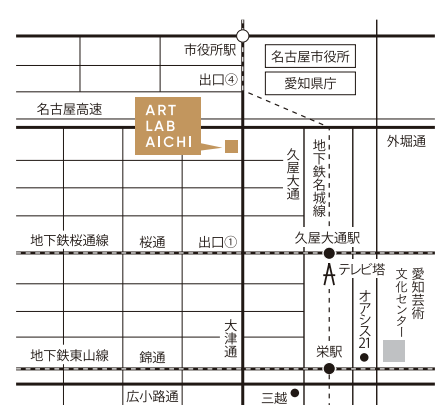 市役所駅
名古屋市役所
出口④
愛知県庁
名古屋高速
ART
LAB
AICHI
外堀通
久屋大通
地下鉄名城線
地下鉄桜通線
桜通
出口①
久屋大通駅
テレビ塔
愛知芸術
文化センター
オアシス21
大津通
地下鉄東山線
錦通
栄駅
広小路通
三越